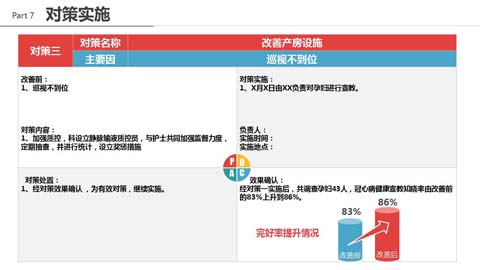 Part 7 对策实施
对策三
对策名称
改善产房设施
主要因
巡视不到位
改善前：
1、巡视不到位
对策内容：
1、加强质控，科设立静脉输液质控员，与护士共同加强监督力度，
定期抽查，并进行统计，设立奖惩措施
对策实施：
1、X月X日由XX负责对孕妇进行宣教。
负责人：
实施时间：
实施地点：
P D
A C
对策处置：
1、经对策效果确认，为有效对策，继续实施。
效果确认：
经对策一实施后，共调查孕妇43人，冠心病健康宣教知晓率由改善前
的83%上升到86%。
完好率提升情况
83%
86%
改善前
改善后